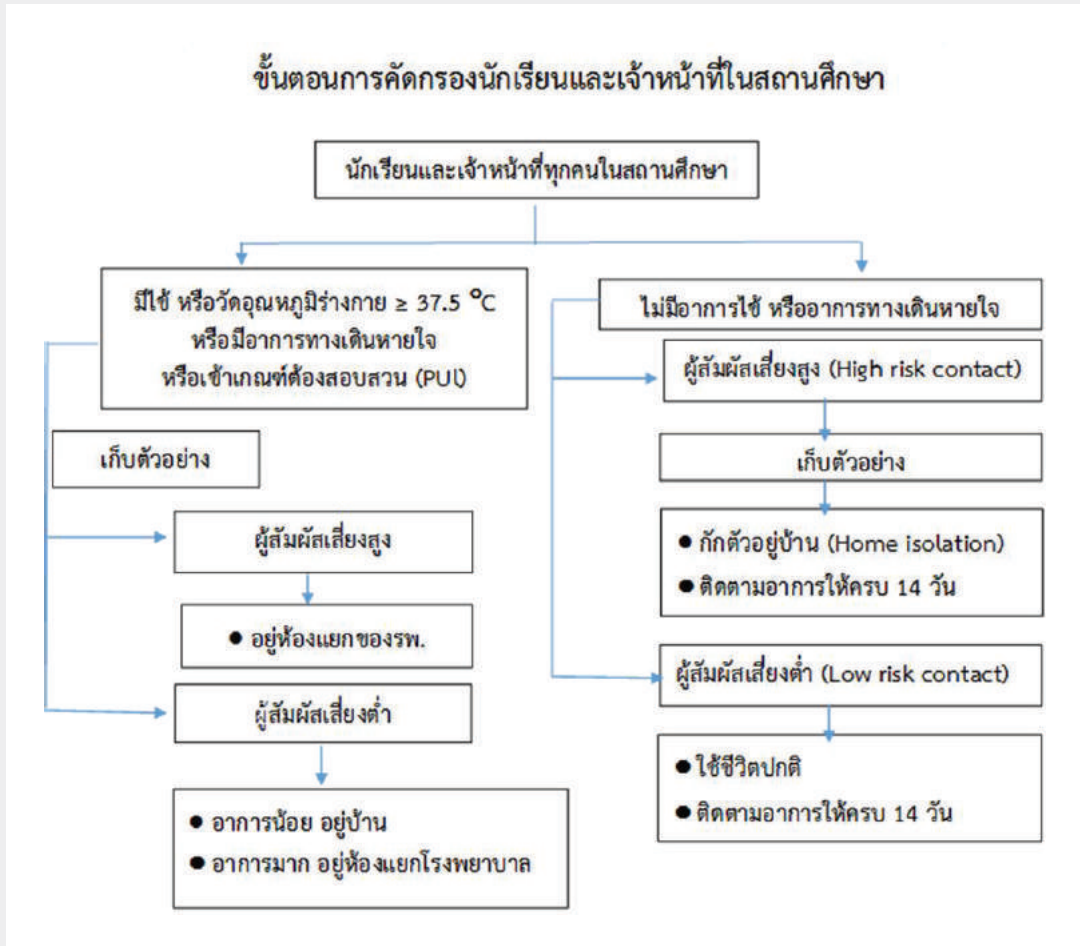 ขั้นตอนการคัดกรองนักเรียนและเจ้าหน้าที่ในสถานศึกษา
นักเรียนและเจ้าหน้าที่ทุกคนในสถานศึกษา
มีไข้ หรือวัดอุณหภูมิร่างกาย ≥ 37.5 °C
หรือมีอาการทางเดินหายใจ
หรือเข้าเกณฑ์ต้องสอบสวน (PUI)
เก็บตัวอย่าง
ผู้สัมผัสเสี่ยงสูง
● อยู่ห้องแยกของรพ.
ผู้สัมผัสเสี่ยงต่ำ
● อาการน้อย อยู่บ้าน
● อาการมาก อยู่ห้องแยกโรงพยาบาล
ไม่มีอาการไข้ หรืออาการทางเดินหายใจ
ผู้สัมผัสเสี่ยงสูง (High risk contact)
เก็บตัวอย่าง
● กักตัวอยู่บ้าน (Home isolation)
● ติดตามอาการให้ครบ 14 วัน
ผู้สัมผัสเสี่ยงต่ำ (Low risk contact)
● ใช้ชีวิตปกติ
● ติดตามอาการให้ครบ 14 วัน